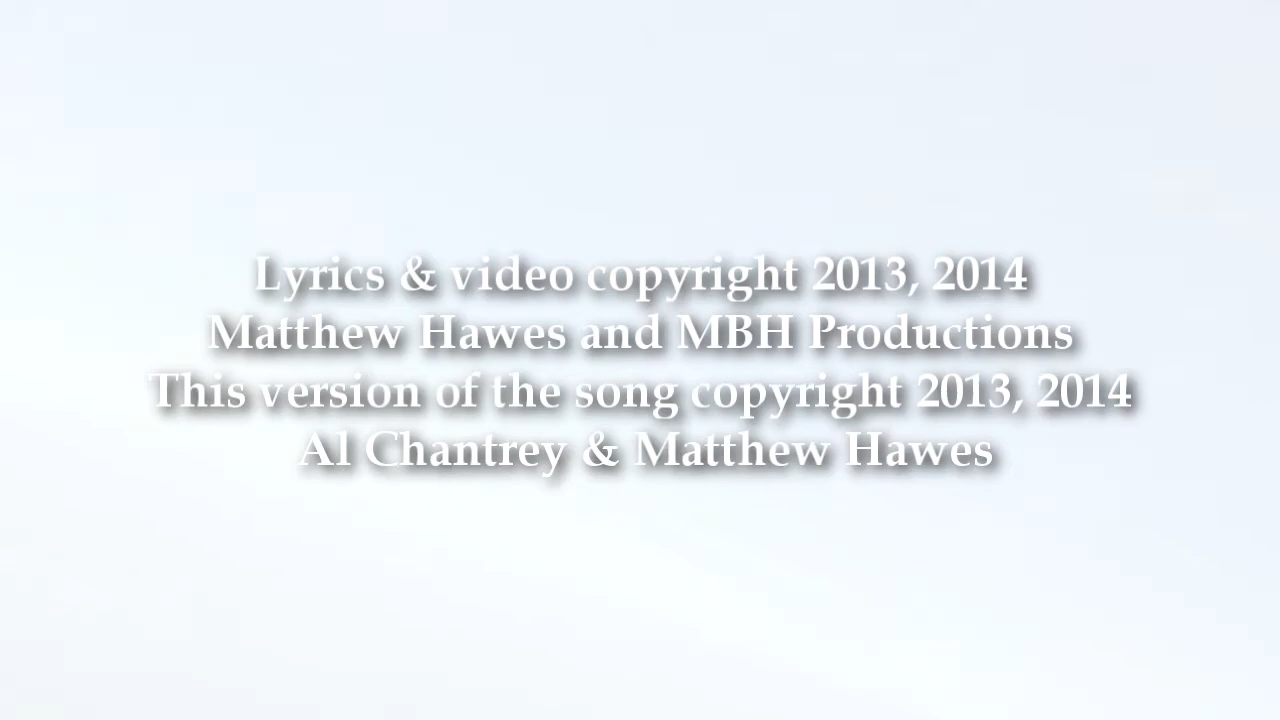 Lyrics & video copyright 2013, 2014
Matthew Hawes and MBH Productions
This version of the song copyright 2013, 2014
Al Chantrey & Matthew Hawes